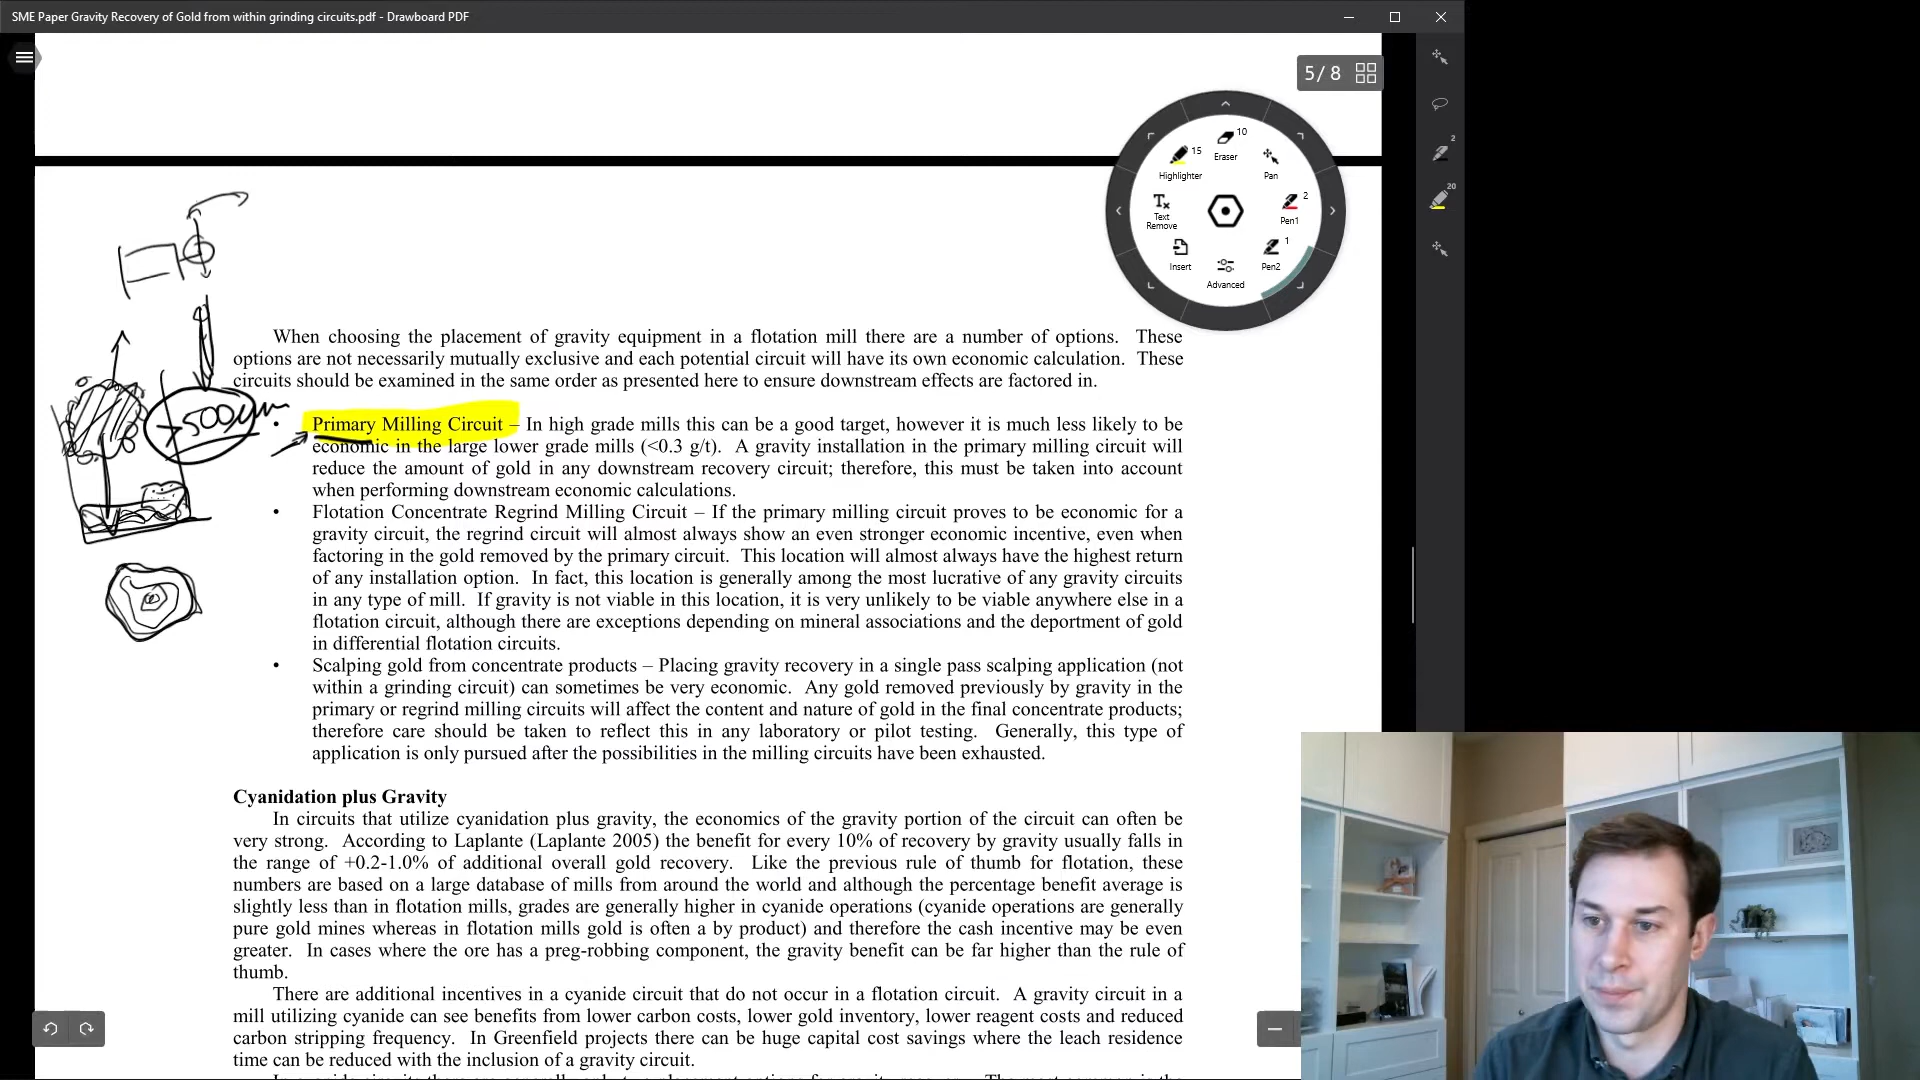 SME Paper Gravity Recovery of Gold from within grinding circuits.pdf - Drawboard PDF
5 / 8
10
Eraser
15
Highlighter
Pan
Text
Remove
2
Pen1
Insert
1
Pen2
Advanced
2
20
When choosing the placement of gravity equipment in a flotation mill there are a number of options. These
options are not necessarily mutually exclusive and each potential circuit will have its own economic calculation. These
circuits should be examined in the same order as presented here to ensure downstream effects are factored in.
>500µm
• Primary Milling Circuit – In high grade mills this can be a good target, however it is much less likely to be
economic in the large lower grade mills (<0.3 g/t). A gravity installation in the primary milling circuit will
reduce the amount of gold in any downstream recovery circuit; therefore, this must be taken into account
when performing downstream economic calculations.
• Flotation Concentrate Regrind Milling Circuit – If the primary milling circuit proves to be economic for a
gravity circuit, the regrind circuit will almost always show an even stronger economic incentive, even when
factoring in the gold removed by the primary circuit. This location will almost always have the highest return
of any installation option. In fact, this location is generally among the most lucrative of any gravity circuits
in any type of mill. If gravity is not viable in this location, it is very unlikely to be viable anywhere else in a
flotation circuit, although there are exceptions depending on mineral associations and the department of gold
in differential flotation circuits.
• Scalping gold from concentrate products – Placing gravity recovery in a single pass scalping application (not
within a grinding circuit) can sometimes be very economic. Any gold removed previously by gravity in the
primary or regrind milling circuits will affect the content and nature of gold in the final concentrate products;
therefore care should be taken to reflect this in any laboratory or pilot testing. Generally, this type of
application is only pursued after the possibilities in the milling circuits have been exhausted.
Cyanidation plus Gravity
In circuits that utilize cyanidation plus gravity, the economics of the gravity portion of the circuit can often be
very strong. According to Laplante (Laplante 2005) the benefit for every 10% of recovery by gravity usually falls in
the range of +0.2-1.0% of additional overall gold recovery. Like the previous rule of thumb for flotation, these
numbers are based on a large database of mills from around the world and although the percentage benefit average is
slightly less than in flotation mills, grades are generally higher in cyanide operations (cyanide operations are generally
pure gold mines whereas in flotation mills gold is often a by product) and therefore the cash incentive may be even
greater. In cases where the ore has a preg-robbing component, the gravity benefit can be far higher than the rule of
thumb.
There are additional incentives in a cyanide circuit that do not occur in a flotation circuit. A gravity circuit in a
mill utilizing cyanide can see benefits from lower carbon costs, lower gold inventory, lower reagent costs and reduced
carbon stripping frequency. In Greenfield projects there can be huge capital cost savings where the leach residence
time can be reduced with the inclusion of a gravity circuit.